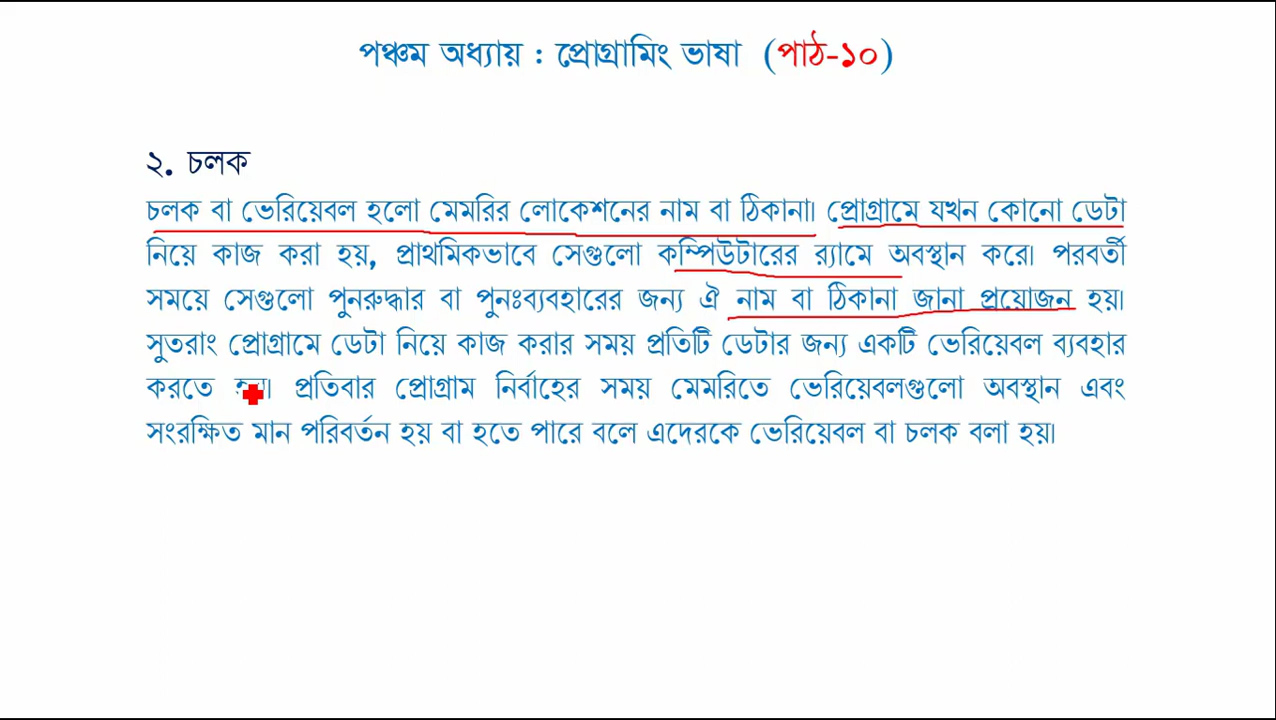 পঞ্চম অধ্যায় : প্রোগ্রামিং ভাষা (পাঠ-১০)
২. চলক
চলক বা ভেরিয়েবল হলো মেমরির লোকেশনের নাম বা ঠিকানা। প্রোগ্রামে যখন কোনো ডেটা
নিয়ে কাজ করা হয়, প্রাথমিকভাবে সেগুলো কম্পিউটারের র‍্যামে অবস্থান করে। পরবর্তী
সময়ে সেগুলো পুনরুদ্ধার বা পুনঃব্যবহারের জন্য ঐ নাম বা ঠিকানা জানা প্রয়োজন হয়।
সুতরাং প্রোগ্রামে ডেটা নিয়ে কাজ করার সময় প্রতিটি ডেটার জন্য একটি ভেরিয়েবল ব্যবহার
করতে প্রতিবার প্রোগ্রাম নির্বাহের সময় মেমরিতে ভেরিয়েবলগুলো অবস্থান এবং
সংরক্ষিত মান পরিবর্তন হয় বা হতে পারে বলে এদেরকে ভেরিয়েবল বা চলক বলা হয়।